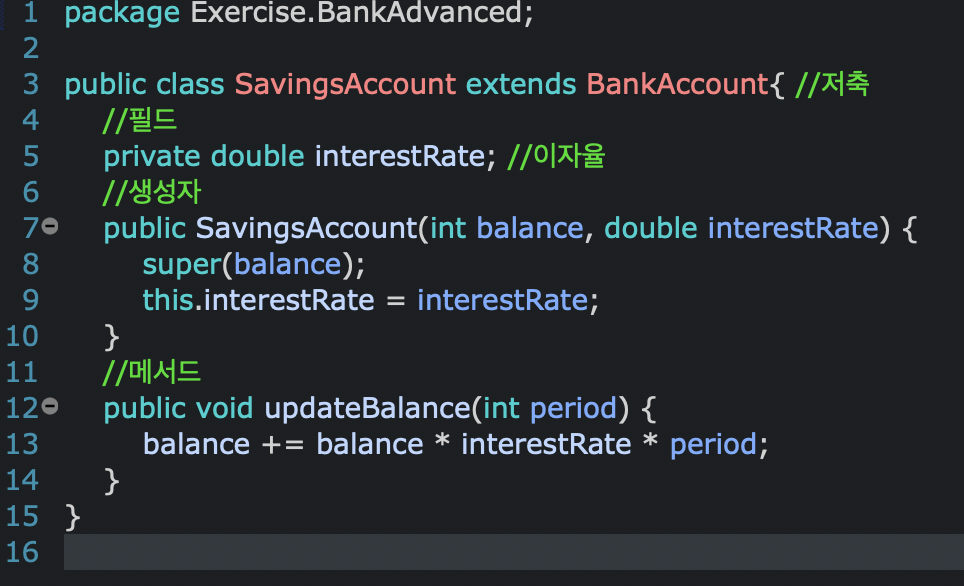 1 package Exercise.BankAdvanced;
2
3 public class SavingsAccount extends BankAccount{ //저축
4 //필드
5 private double interestRate; //이자율
6 //생성자
7 public SavingsAccount(int balance, double interestRate) {
8 super(balance);
9 this.interestRate = interestRate;
10 }
11 //메서드
12 public void updateBalance(int period) {
13 balance += balance * interestRate * period;
14 }
15 }
16